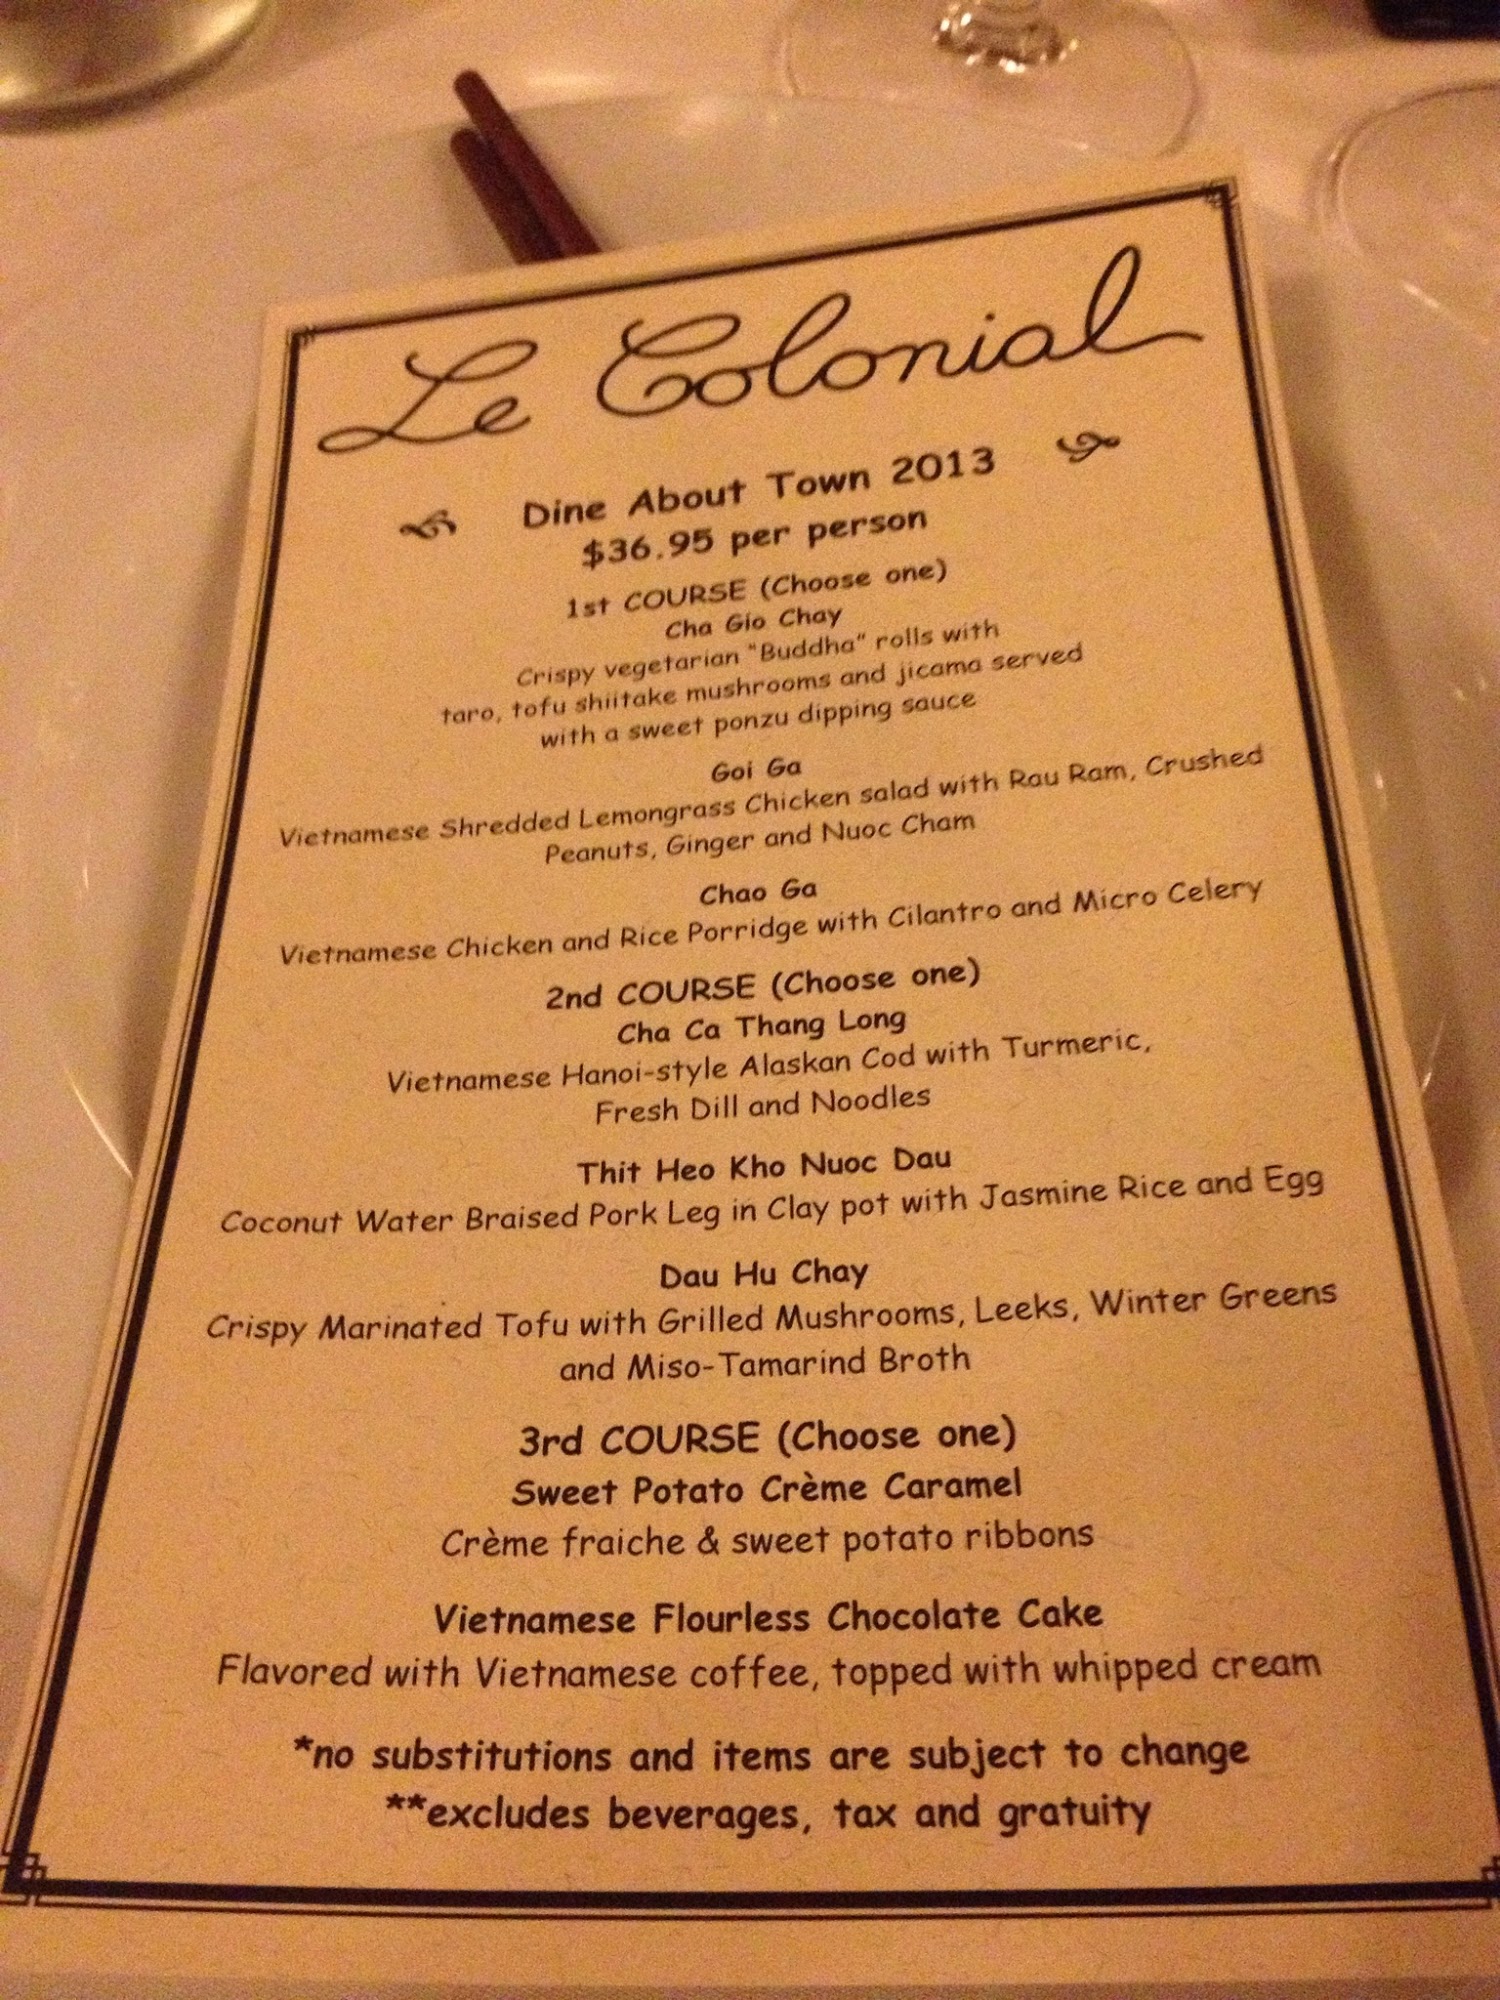 Le Colonial
Dine About Town 2013
$36.95 per person
1st COURSE (Choose one)
Cha Gio Chay
Crispy vegetarian "Buddha" rolls with
taro, tofu shiitake mushrooms and jicama served
with a sweet ponzu dipping sauce
Goi Ga
Vietnamese Shredded Lemongrass Chicken salad with Rau Ram, Crushed
Peanuts, Ginger and Nuoc Cham
Chao Ga
Vietnamese Chicken and Rice Porridge with Cilantro and Micro Celery
2nd COURSE (Choose one)
Cha Ca Thang Long
Vietnamese Hanoi-style Alaskan Cod with Turmeric,
Fresh Dill and Noodles
Thit Heo Kho Nuoc Dau
Coconut Water Braised Pork Leg in Clay pot with Jasmine Rice and Egg
Dau Hu Chay
Crispy Marinated Tofu with Grilled Mushrooms, Leeks, Winter Greens
and Miso-Tamarind Broth
3rd COURSE (Choose one)
Sweet Potato Crème Caramel
Crème fraiche & sweet potato ribbons
Vietnamese Flourless Chocolate Cake
Flavored with Vietnamese coffee, topped with whipped cream
*no substitutions and items are subject to change
**excludes beverages, tax and gratuity